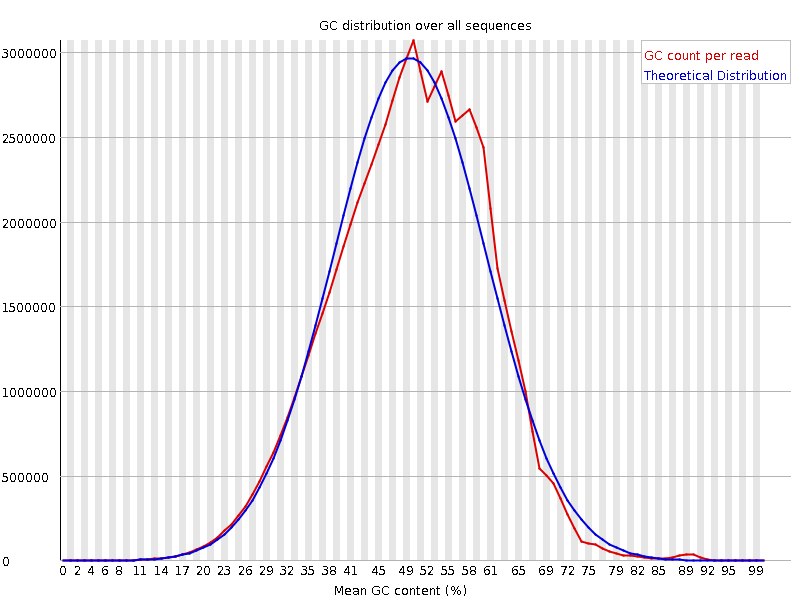 GC distribution over all sequences
GC count per read
Theoretical Distribution
3000000
2500000
2000000
1500000
1000000
500000
0
0 2 4 6 8 11 14 17 20 23 26 29 32 35 38 41 45 49 52 55 58 61 65 69 72 75 79 82 85 89 92 95 99
Mean GC content (%)